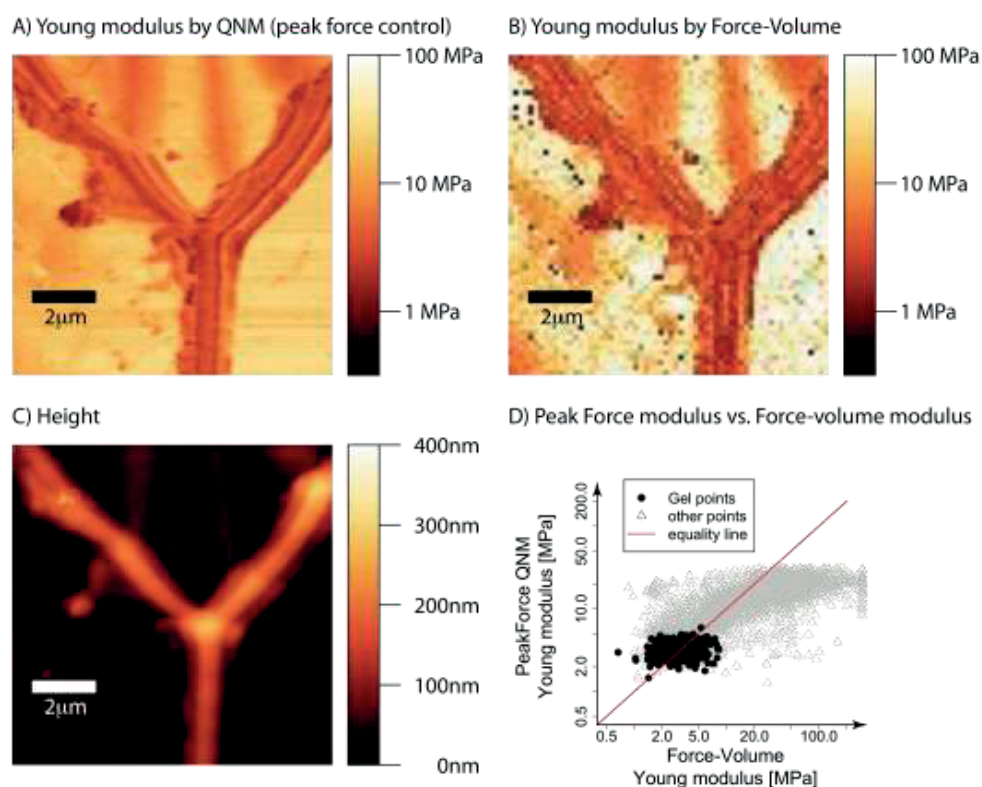 A) Young modulus by QNM (peak force control)
100 MPa
10 MPa
1 MPa
2μm
B) Young modulus by Force-Volume
100 MPa
10 MPa
1 MPa
2μm
C) Height
400nm
300nm
200nm
100nm
0nm
2μm
D) Peak Force modulus vs. Force-volume modulus
Gel points
other points
equality line
PeakForce QNM
Young modulus [MPa]
200.0
50.0
10.0
2.0
0.5
0.5 2.0 5.0 20.0 100.0
Force-Volume
Young modulus [MPa]